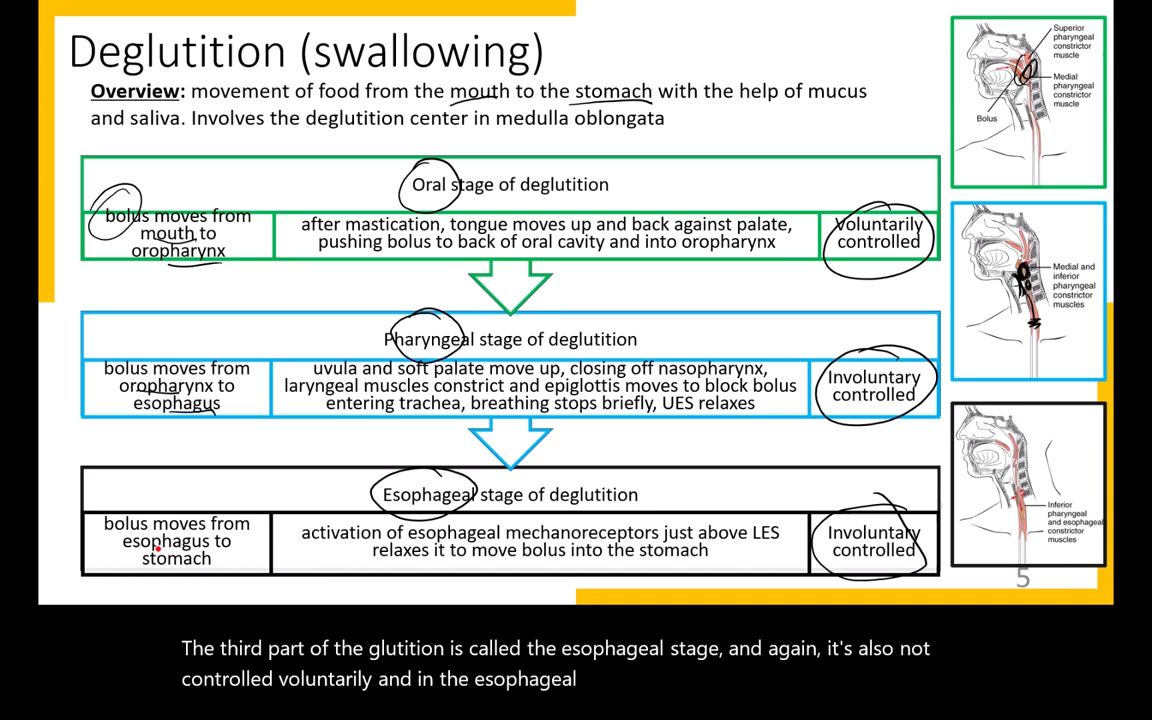 Deglutition (swallowing)
Overview: movement of food from the mouth to the stomach with the help of mucus
and saliva. Involves the deglutition center in medulla oblongata
Oral stage of deglutition
bolus moves from
mouth to
oropharynx
after mastication, tongue moves up and back against palate,
pushing bolus to back of oral cavity and into oropharynx
Voluntarily
controlled
Pharyngeal stage of deglutition
bolus moves from
oropharynx to
esophagus
uvula and soft palate move up, closing off nasopharynx,
laryngeal muscles constrict and epiglottis moves to block bolus
entering trachea, breathing stops briefly, UES relaxes
Involuntary
controlled
Esophageal stage of deglutition
bolus moves from
esophagus to
stomach
activation of esophageal mechanoreceptors just above LES
relaxes it to move bolus into the stomach
Involuntary
controlled
Superior
pharyngeal
constrictor
muscle
Medial
pharyngeal
constrictor
muscle
Bolus
Medial and
inferior
pharyngeal
constrictor
muscles
Inferior
pharyngeal
and esophageal
constrictor
muscles
5
The third part of the glutition is called the esophageal stage, and again, it's also not
controlled voluntarily and in the esophageal